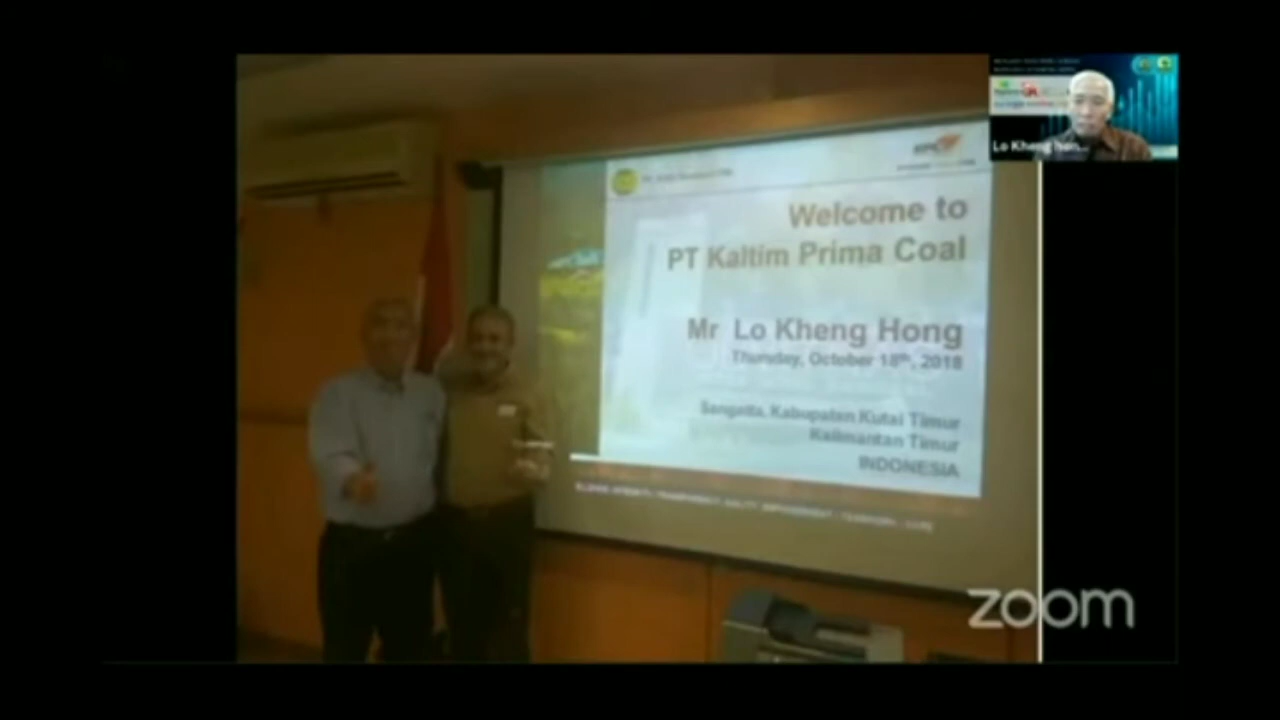 Welcome to
PT Kaltim Prima Coal
Mr Lo Kheng Hong
Thursday, October 18th, 2018
Sangatta, Kabupaten Kutai Timur
Kalimantan Timur
INDONESIA
Lo Kheng hon...
zoom